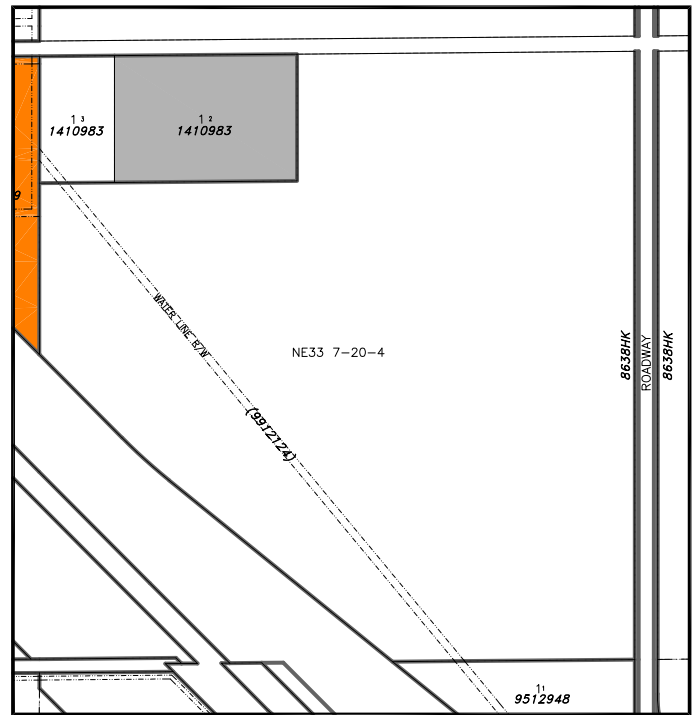 1 3
1410983
1 2
1410983
9
WATER LINE R/W
(9912124)
NE33 7-20-4
8638HK
ROADWAY
8638HK
1 1
9512948